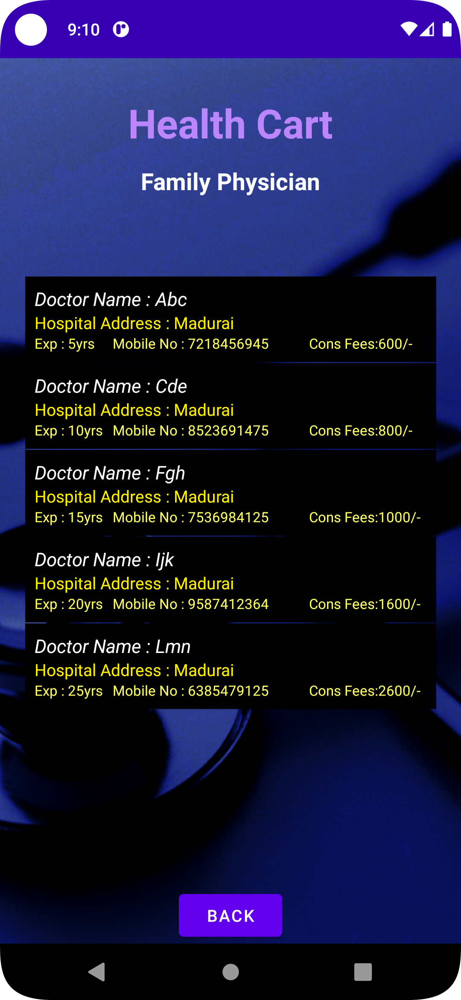 9:10
Health Cart
Family Physician
Doctor Name : Abc
Hospital Address : Madurai
Exp : 5yrs Mobile No : 7218456945 Cons Fees:600/-
Doctor Name : Cde
Hospital Address : Madurai
Exp : 10yrs Mobile No : 8523691475 Cons Fees:800/-
Doctor Name : Fgh
Hospital Address : Madurai
Exp : 15yrs Mobile No : 7536984125 Cons Fees:1000/-
Doctor Name : Ijk
Hospital Address : Madurai
Exp : 20yrs Mobile No : 9587412364 Cons Fees:1600/-
Doctor Name : Lmn
Hospital Address : Madurai
Exp : 25yrs Mobile No : 6385479125 Cons Fees:2600/-
BACK